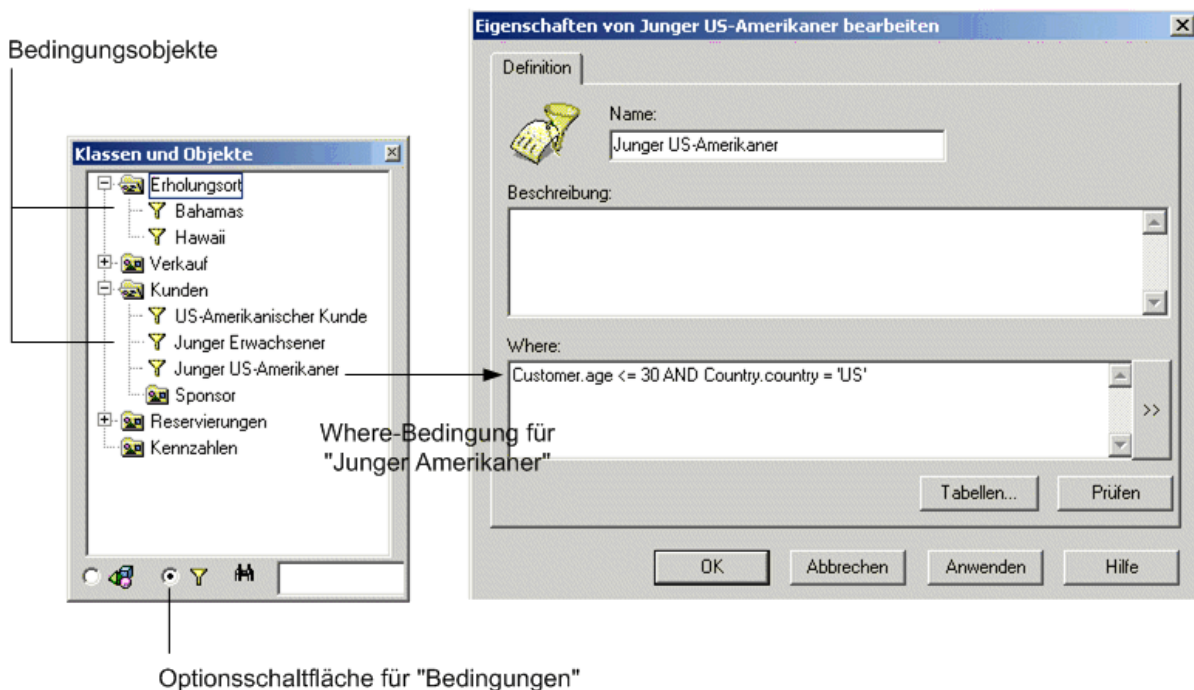 Bedingungsobjekte
Klassen und Objekte
Erholungsort
Bahamas
Hawaii
Verkauf
Kunden
US-Amerikanischer Kunde
Junger Erwachsener
Junger US-Amerikaner
Sponsor
Reservierungen
Kennzahlen
Optionsschaltfläche für "Bedingungen"
Where-Bedingung für
"Junger Amerikaner"
Eigenschaften von Junger US-Amerikaner bearbeiten
Definition
Name:
Junger US-Amerikaner
Beschreibung:
Where:
Customer.age <= 30 AND Country.country = 'US'
>>
Tabellen...
Prüfen
OK
Abbrechen
Anwenden
Hilfe